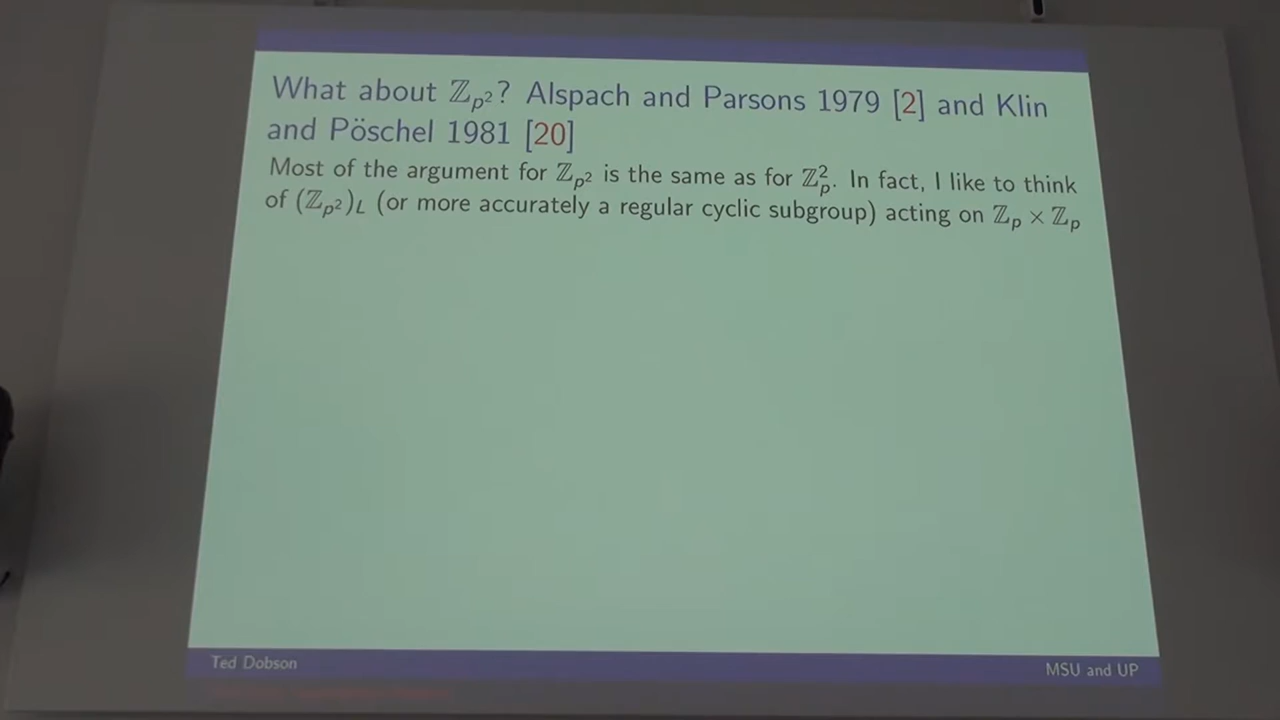 What about ℤ_{p²}? Alspach and Parsons 1979 [2] and Klin
and Pöschel 1981 [20]
Most of the argument for ℤ_{p²} is the same as for ℤ_p^2. In fact, I like to think
of (ℤ_{p²})_L (or more accurately a regular cyclic subgroup) acting on ℤ_p × ℤ_p
Ted Dobson
MSU and UP